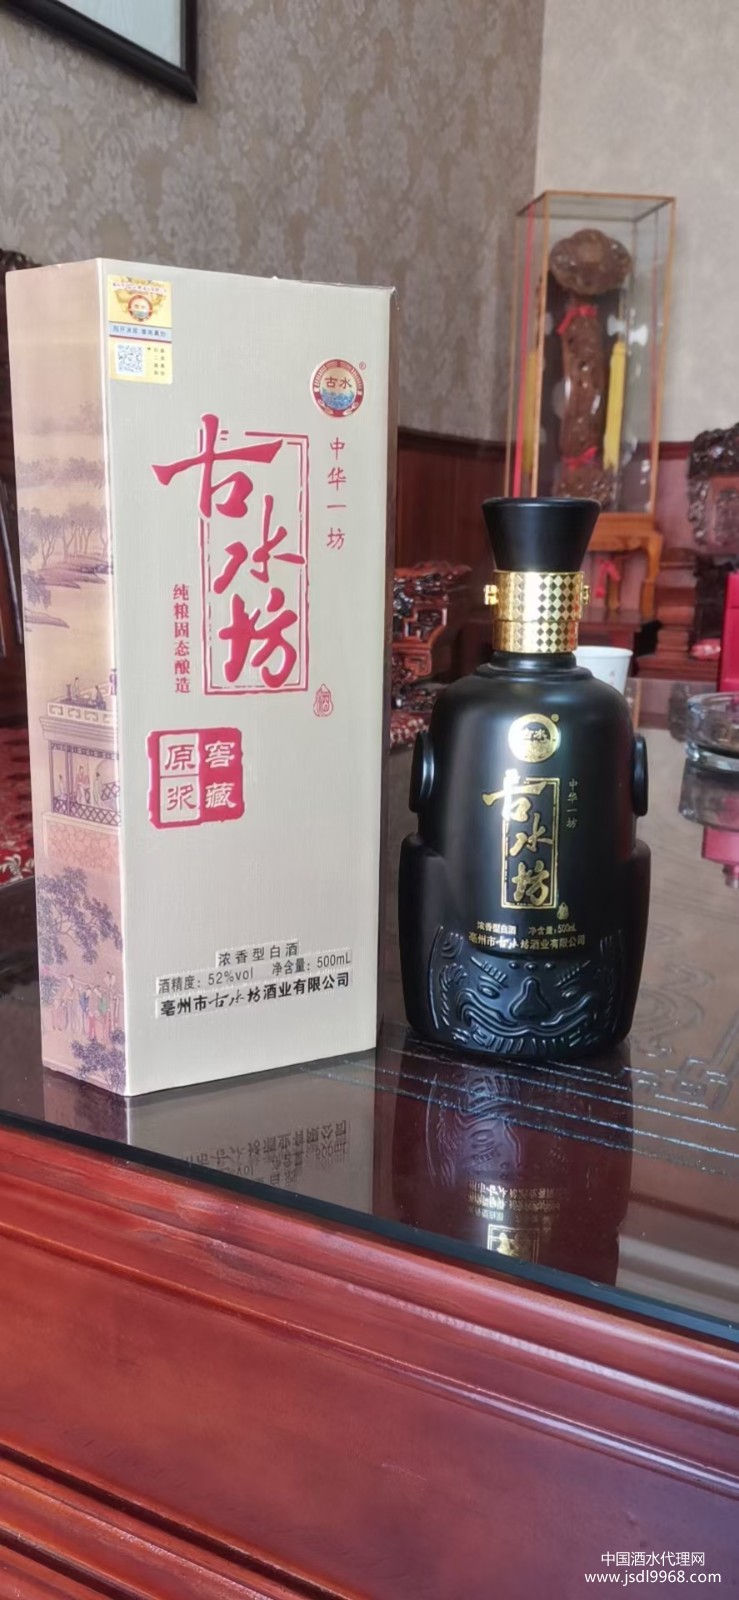 古水
®
中华一坊
古水坊
纯粮固态酿造
原浆
窖藏
浓香型白酒
酒精度：52%vol 净含量：500mL
亳州市古水坊酒业有限公司
古水
®
中华一坊
古水坊
浓香型白酒 净含量：500mL
亳州市古水坊酒业有限公司
中国酒水代理网
www.jsdl9968.com